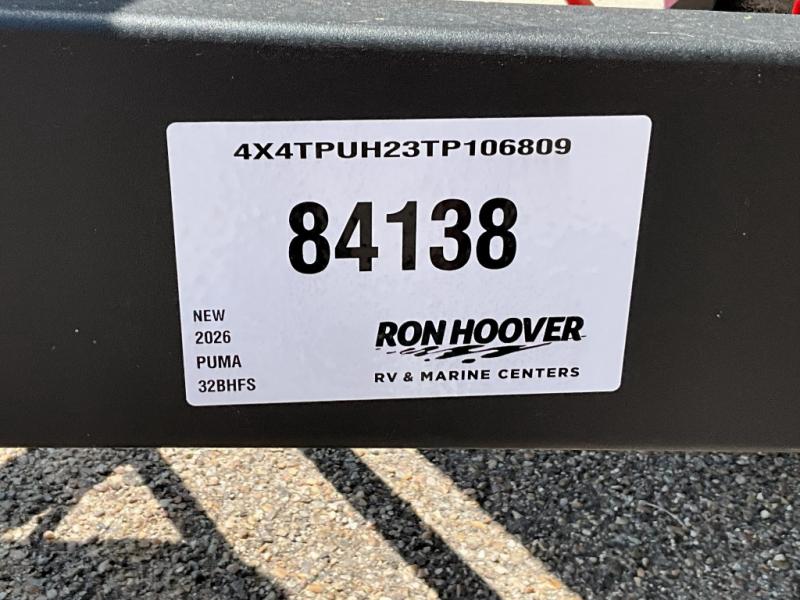 4X4TPUH23TP106809
84138
NEW
2026
PUMA
32BHFS
RON HOOVER
RV & MARINE CENTERS